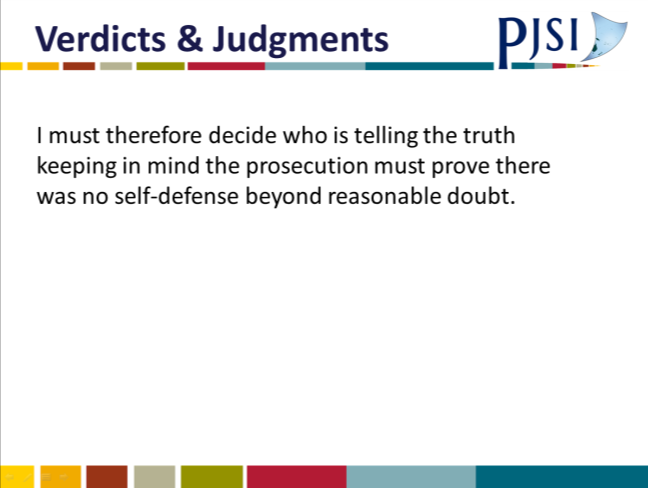 Verdicts & Judgments
PJSI
I must therefore decide who is telling the truth
keeping in mind the prosecution must prove there
was no self-defense beyond reasonable doubt.